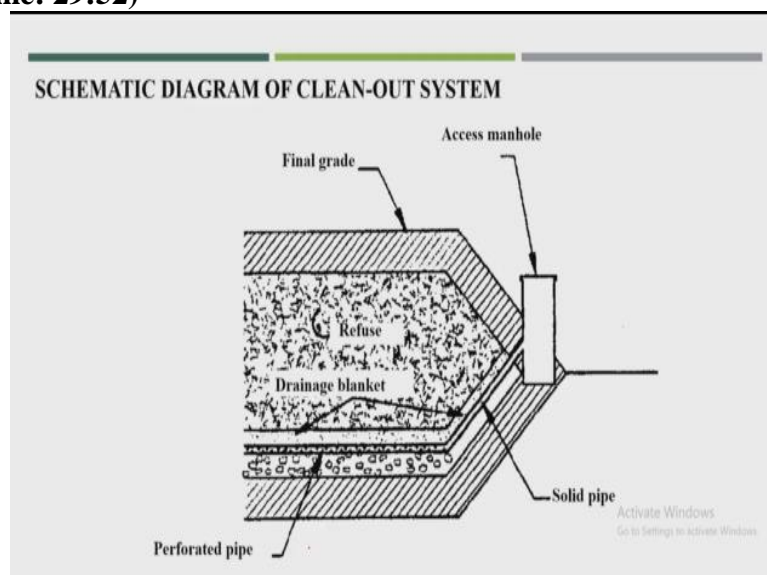 SCHEMATIC DIAGRAM OF CLEAN-OUT SYSTEM
Access manhole
Final grade
Refuse
Drainage blanket
Solid pipe
Activate Windows
Go to Settings to activate Windows
Perforated pipe